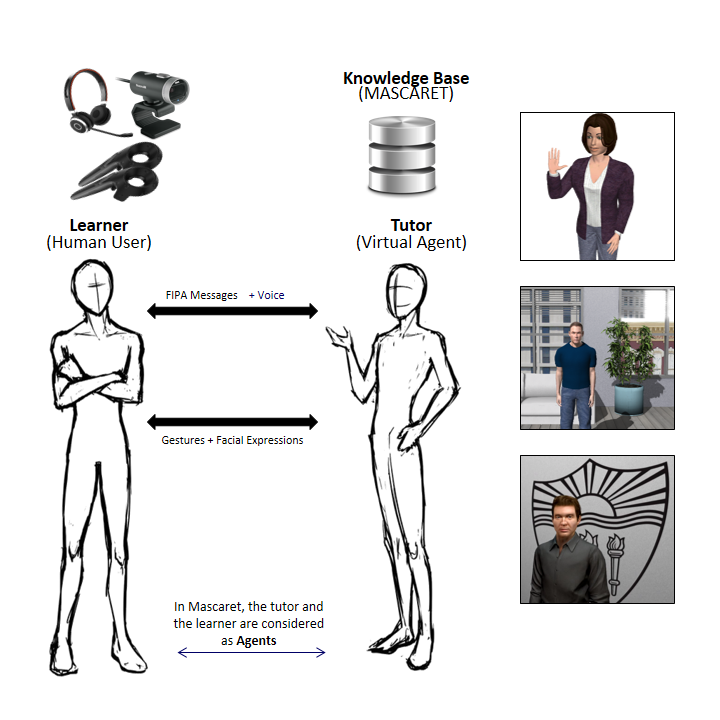 Knowledge Base
(MASCARET)
Learner
(Human User)
Tutor
(Virtual Agent)
FIPA Messages + Voice
Gestures + Facial Expressions
In Mascaret, the tutor and
the learner are considered
as Agents